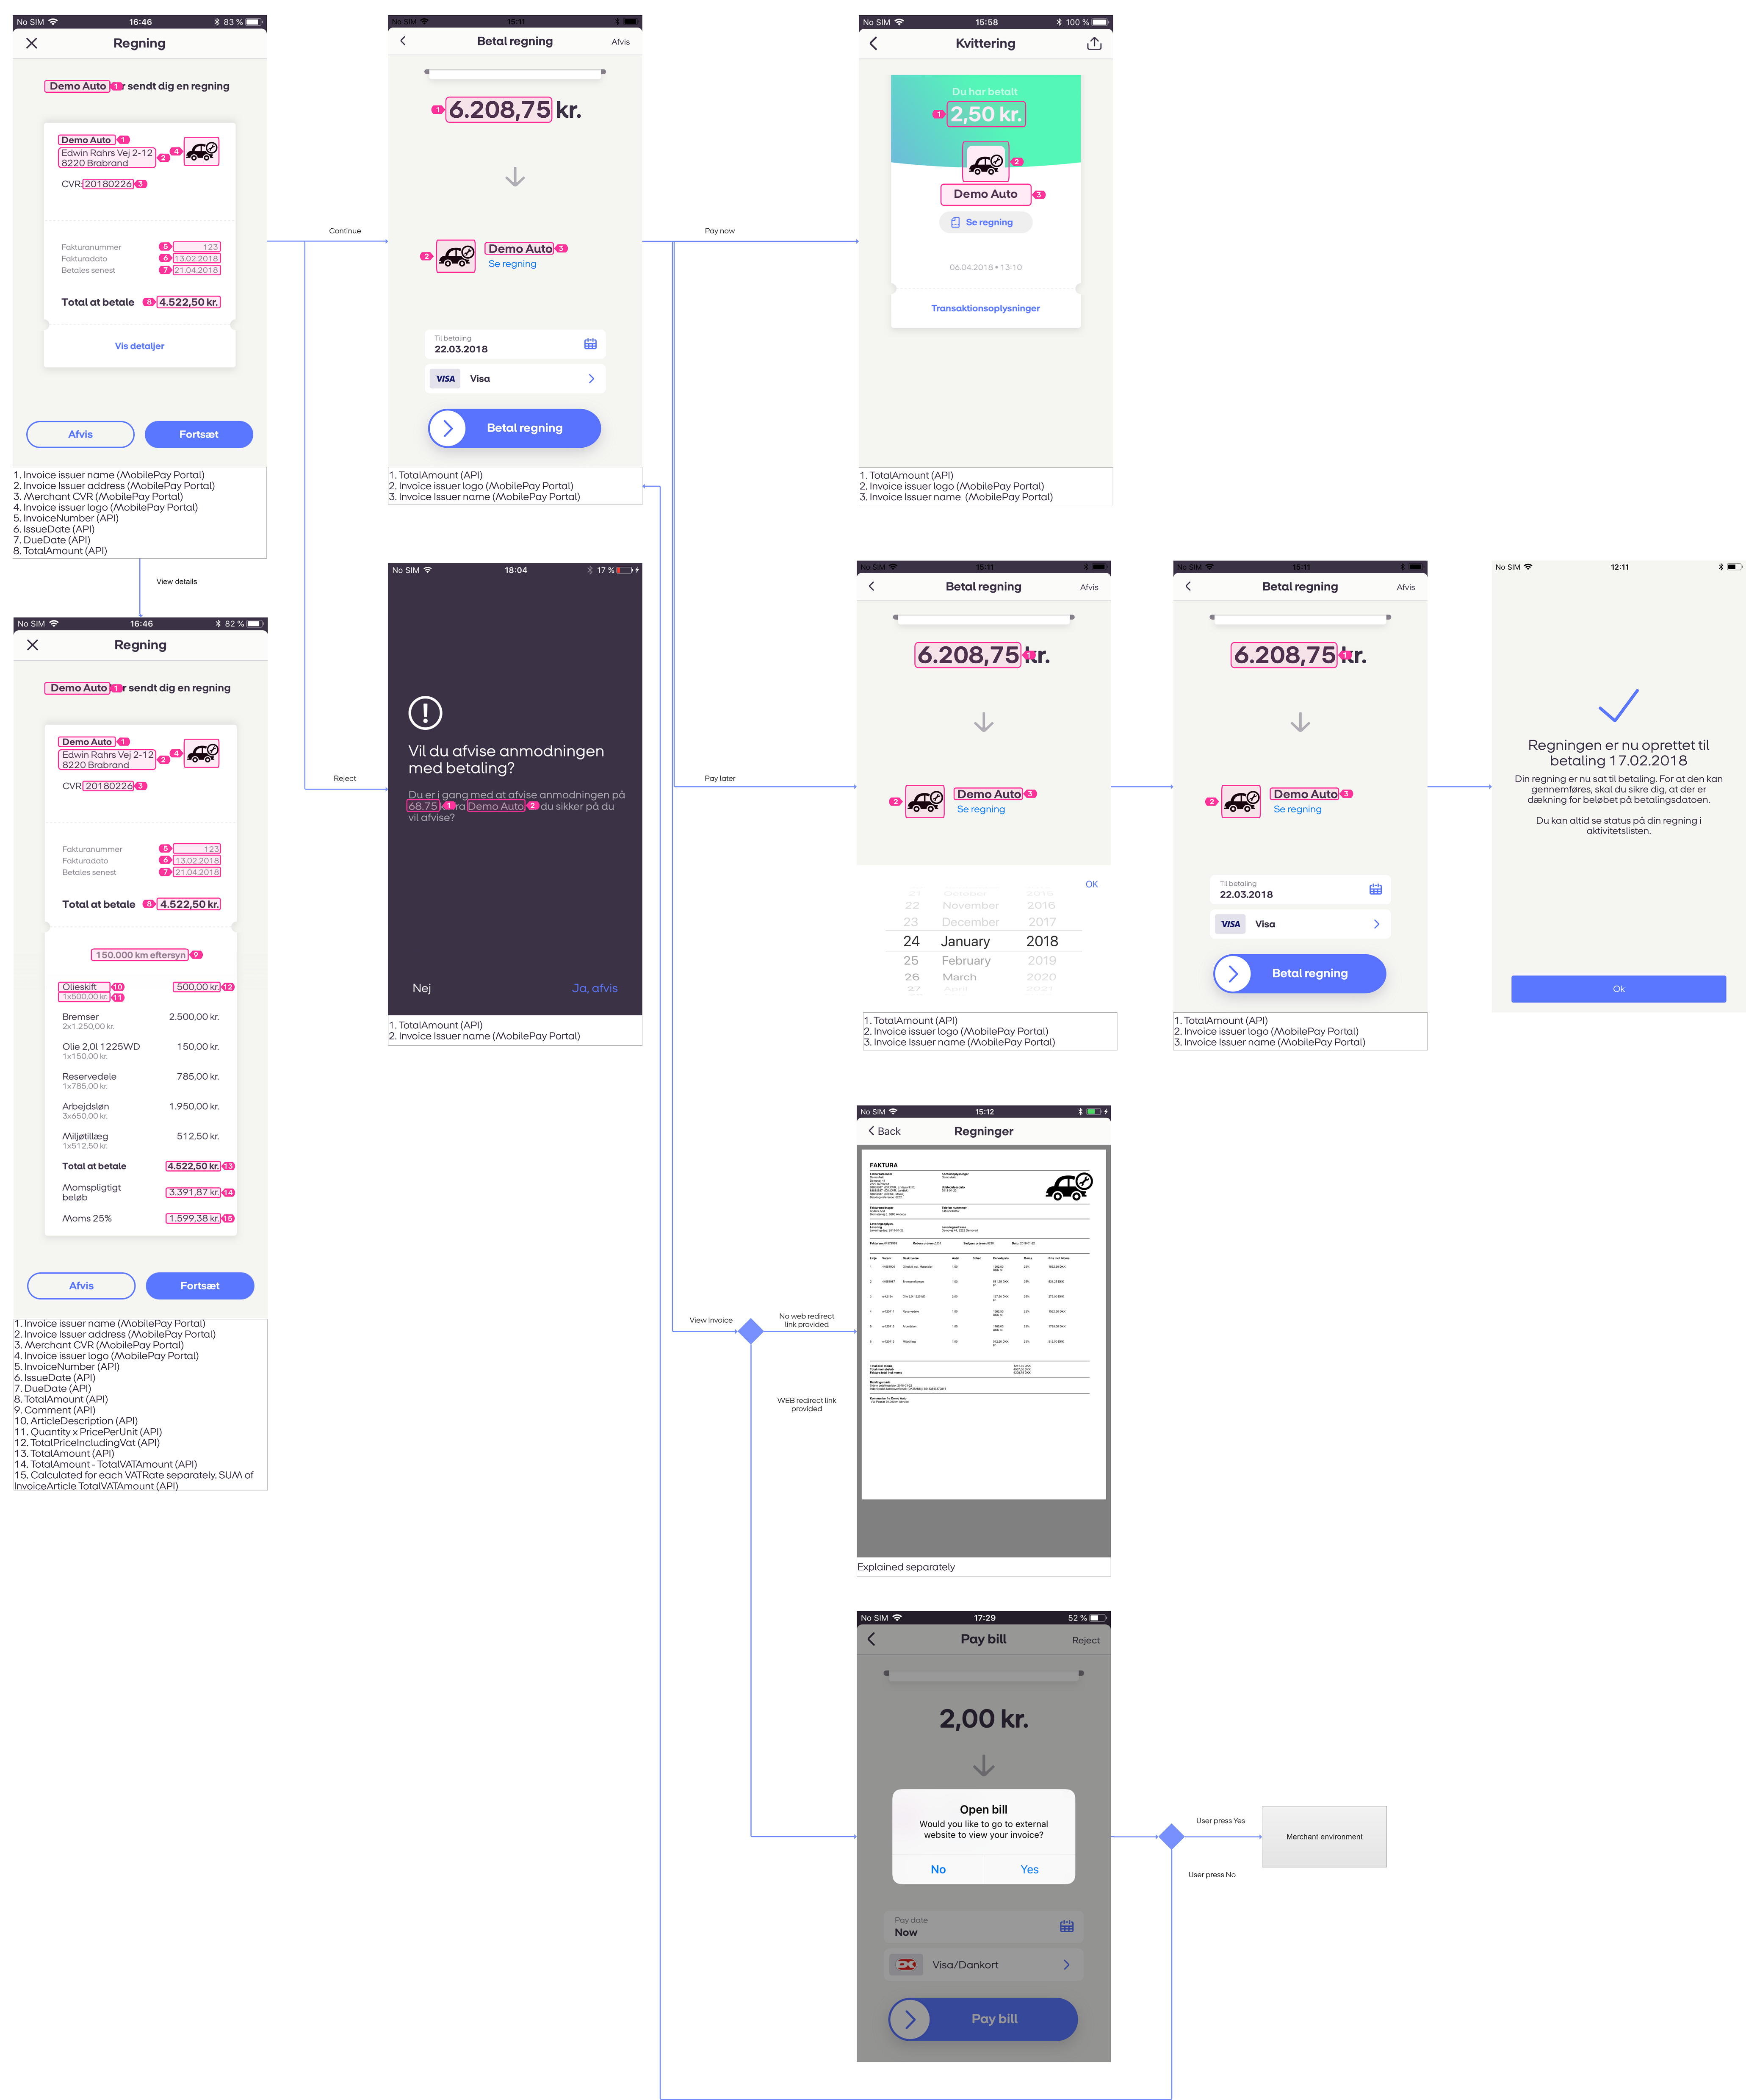 No SIM 16:46 83 %
Regning
Demo Auto r sendt dig en regning
1
Demo Auto 1
Edwin Rahrs Vej 2-12
8220 Brabrand 2 4
CVR: 20180226 3
Fakturanummer 5 123
Fakturadato 6 13.02.2018
Betales senest 7 21.04.2018
Total at betale 8 4.522,50 kr.
Vis detaljer
Afvis Fortsæt
1. Invoice issuer name (MobilePay Portal)
2. Invoice Issuer address (MobilePay Portal)
3. Merchant CVR (MobilePay Portal)
4. Invoice issuer logo (MobilePay Portal)
5. InvoiceNumber (API)
6. IssueDate (API)
7. DueDate (API)
8. TotalAmount (API)
View details
Continue
Reject
No SIM 15:11
Betal regning Afvis
1 6.208,75 kr.
2 Demo Auto 3
Se regning
Til betaling
22.03.2018
VISA Visa
Betal regning
1. TotalAmount (API)
2. Invoice issuer logo (MobilePay Portal)
3. Invoice Issuer name (MobilePay Portal)
Pay now
Pay later
No SIM 15:58 100 %
Kvittering
Du har betalt
1 2,50 kr.
2
Demo Auto 3
Se regning
06.04.2018 • 13:10
Transaktionsoplysninger
1. TotalAmount (API)
2. Invoice issuer logo (MobilePay Portal)
3. Invoice Issuer name (MobilePay Portal)
No SIM 16:46 82 %
Regning
Demo Auto r sendt dig en regning
1
Demo Auto 1
Edwin Rahrs Vej 2-12
8220 Brabrand 2 4
CVR 20180226 3
Fakturanummer 5 123
Fakturadato 6 13.02.2018
Betales senest 7 21.04.2018
Total at betale 8 4.522,50 kr.
150.000 km eftersyn 9
Olieskift 10 500,00 kr. 12
1x500,00 kr. 11
Bremser 2.500,00 kr.
2x1.250,00 kr.
Olie 2,0l 1225WD 150,00 kr.
1x150,00 kr.
Reservedele 785,00 kr.
1x785,00 kr.
Arbejdsløn 1.950,00 kr.
3x650,00 kr.
Miljøtillæg 512,50 kr.
1x512,50 kr.
Total at betale 4.522,50 kr. 13
Momspligtigt
beløb 3.391,87 kr. 14
Moms 25% 1.599,38 kr. 15
Afvis Fortsæt
1. Invoice issuer name (MobilePay Portal)
2. Invoice Issuer address (MobilePay Portal)
3. Merchant CVR (MobilePay Portal)
4. Invoice issuer logo (MobilePay Portal)
5. InvoiceNumber (API)
6. IssueDate (API)
7. DueDate (API)
8. TotalAmount (API)
9. Comment (API)
10. ArticleDescription (API)
11. Quantity x PricePerUnit (API)
12. TotalPriceIncludingVat (API)
13. TotalAmount (API)
14. TotalAmount - TotalVATAmount (API)
15. Calculated for each VATRate separately. SUM of
InvoiceArticle TotalVATAmount (API)
No SIM 18:04 17 %
Vil du afvise anmodningen
med betaling?
Du er i gang med at afvise anmodningen på
68.75 k 1 ra Demo Auto 2 du sikker på du
vil afvise?
Nej Ja, afvis
1. TotalAmount (API)
2. Invoice Issuer name (MobilePay Portal)
No SIM 15:11
Betal regning Afvis
6.208,75 kr.
1
2 Demo Auto 3
Se regning
OK
21 October 2015
22 November 2016
23 December 2017
24 January 2018
25 February 2019
26 March 2020
27 April 2021
1. TotalAmount (API)
2. Invoice issuer logo (MobilePay Portal)
3. Invoice Issuer name (MobilePay Portal)
No SIM 15:11
Betal regning Afvis
6.208,75 kr.
1
2 Demo Auto 3
Se regning
Til betaling
22.03.2018
VISA Visa
Betal regning
1. TotalAmount (API)
2. Invoice issuer logo (MobilePay Portal)
3. Invoice Issuer name (MobilePay Portal)
No SIM 12:11
Regningen er nu oprettet til
betaling 17.02.2018
Din regning er nu sat til betaling. For at den kan
gennemføres, skal du sikre dig, at der er
dækning for beløbet på betalingsdatoen.
Du kan altid se status på din regning i
aktivitetslisten.
Ok
View Invoice
No web redirect
link provided
WEB redirect link
provided
No SIM 15:12
Back Regninger
FAKTURA
Explained separately
No SIM 17:29 52 %
Pay bill Reject
2,00 kr.
Open bill
Would you like to go to external
website to view your invoice?
No Yes
Pay date
Now
Visa/Dankort
Pay bill
User press Yes
Merchant environment
User press No